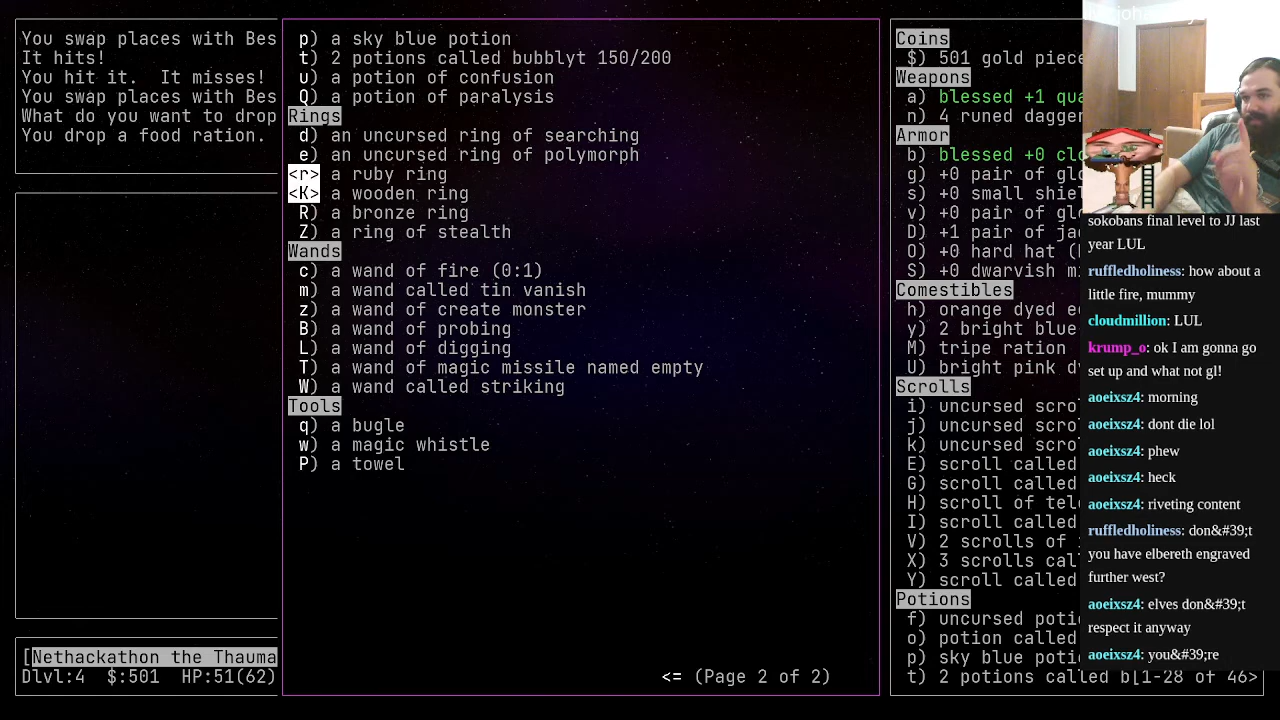 You swap places with Bes
It hits!
You hit it.  It misses!
You swap places with Bes
What do you want to drop
You drop a food ration.
[Nethackathon the Thauma
Dlvl:4  $:501  HP:51(62)
p) a sky blue potion
t) 2 potions called bubblyt 150/200
u) a potion of confusion
Q) a potion of paralysis
Rings
d) an uncursed ring of searching
e) an uncursed ring of polymorph
<r> a ruby ring
<K> a wooden ring
R) a bronze ring
Z) a ring of stealth
Wands
c) a wand of fire (0:1)
m) a wand called tin vanish
z) a wand of create monster
B) a wand of probing
L) a wand of digging
T) a wand of magic missile named empty
W) a wand called striking
Tools
q) a bugle
w) a magic whistle
P) a towel
<= (Page 2 of 2)
Coins
$) 501 gold piece
Weapons
a) blessed +1 qua
n) 4 runed dagger
Armor
b) blessed +0 clo
g) +0 pair of glo
s) +0 small shiel
v) +0 pair of glo
D) +1 pair of jac
O) +0 hard hat (
S) +0 dwarvish m
Comestibles
h) orange dyed e
y) 2 bright blue
M) tripe ration
U) bright pink d
Scrolls
i) uncursed scro
j) uncursed scro
k) uncursed scro
E) scroll called
G) scroll called
H) scroll of tel
I) scroll called
V) 2 scrolls of
X) 3 scrolls cal
Y) scroll called
Potions
f) uncursed poti
o) potion called
p) sky blue poti
t) 2 potions called b[1-28 of 46>
sokobans final level to JJ last
year LUL
ruffledholiness: how about a
little fire, mummy
cloudmillion: LUL
krump_o: ok I am gonna go
set up and what not gl!
aoeixsz4: morning
aoeixsz4: dont die lol
aoeixsz4: phew
aoeixsz4: heck
aoeixsz4: riveting content
ruffledholiness: don&#39;t
you have elbereth engraved
further west?
aoeixsz4: elves don&#39;t
respect it anyway
aoeixsz4: you&#39;re